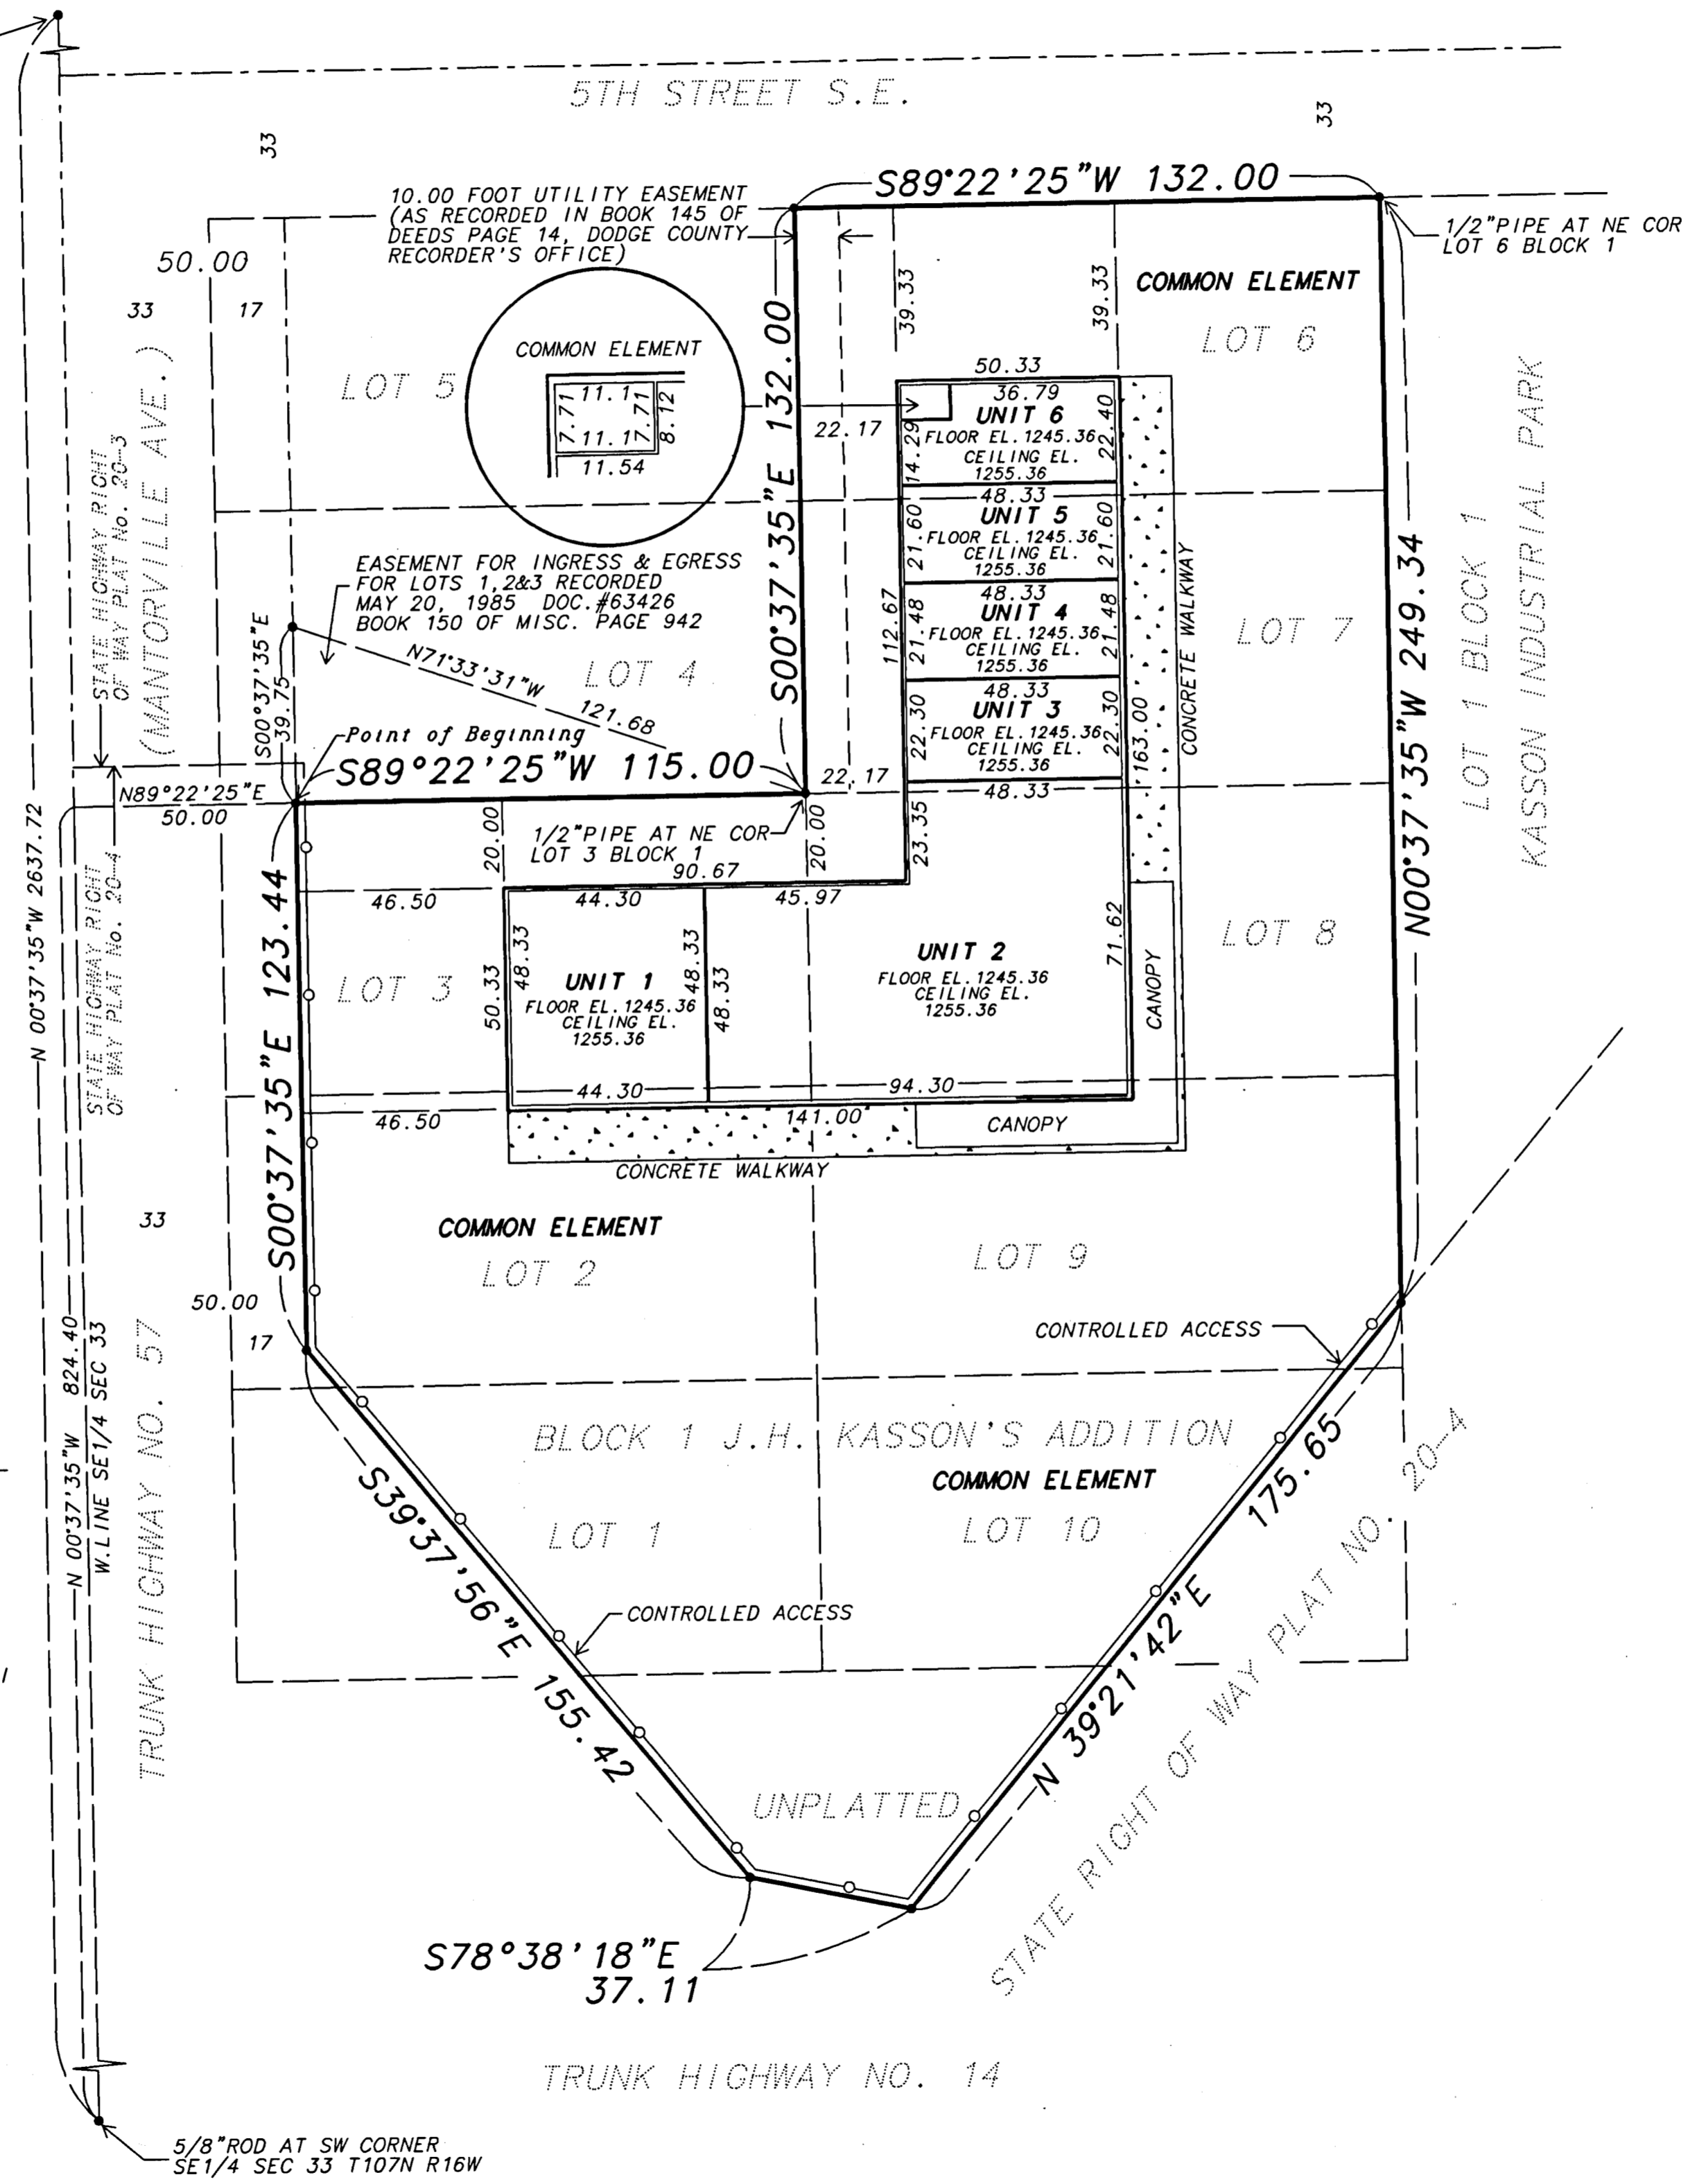 5TH STREET S.E.
33
33
S89°22'25"W 132.00
10.00 FOOT UTILITY EASEMENT
(AS RECORDED IN BOOK 145 OF
DEEDS PAGE 14, DODGE COUNTY
RECORDER'S OFFICE)
1/2"PIPE AT NE COR
LOT 6 BLOCK 1
50.00
33
17
COMMON ELEMENT
11.17
7.71
7.71
8.12
11.17
11.54
LOT 5
S00°37'35"E 132.00
39.33
39.33
COMMON ELEMENT
LOT 6
50.33
36.79
UNIT 6
FLOOR EL.1245.36
CEILING EL.
1255.36
14.29
22.40
22.17
48.33
UNIT 5
FLOOR EL.1245.36
CEILING EL.
1255.36
21.60
21.60
48.33
UNIT 4
FLOOR EL.1245.36
CEILING EL.
1255.36
21.48
21.48
112.67
48.33
UNIT 3
FLOOR EL.1245.36
CEILING EL.
1255.36
22.30
22.30
163.00
48.33
CONCRETE WALKWAY
LOT 7
N00°37'35"W 249.34
LOT 1 BLOCK 1
KASSON INDUSTRIAL PARK
STATE HIGHWAY RIGHT
OF WAY PLAT No. 20-3
(MANTORVILLE AVE.)
EASEMENT FOR INGRESS & EGRESS
FOR LOTS 1,2&3 RECORDED
MAY 20, 1985 DOC.#63426
BOOK 150 OF MISC. PAGE 942
S00°37'35"E
39.75
N71°33'31"W
121.68
LOT 4
Point of Beginning
S89°22'25"W 115.00
22.17
N89°22'25"E
50.00
20.00
1/2"PIPE AT NE COR
LOT 3 BLOCK 1
20.00
23.35
90.67
46.50
44.30
45.97
N 00°37'35"W 2637.72
STATE HIGHWAY RIGHT
OF WAY PLAT No. 20-4
S00°37'35"E 123.44
LOT 3
50.33
48.33
UNIT 1
FLOOR EL.1245.36
CEILING EL.
1255.36
48.33
48.33
UNIT 2
FLOOR EL.1245.36
CEILING EL.
1255.36
71.62
CANOPY
LOT 8
44.30
94.30
46.50
141.00
CANOPY
CONCRETE WALKWAY
33
COMMON ELEMENT
LOT 2
LOT 9
50.00
17
CONTROLLED ACCESS
N 00°37'35"W 824.40
W.LINE SE1/4 SEC 33
TRUNK HIGHWAY NO. 57
BLOCK 1 J.H. KASSON'S ADDITION
COMMON ELEMENT
LOT 1
LOT 10
S39°37'56"E 155.42
CONTROLLED ACCESS
N 39°21'42"E 175.65
STATE RIGHT OF WAY PLAT NO. 20-4
UNPLATTED
S78°38'18"E
37.11
TRUNK HIGHWAY NO. 14
5/8"ROD AT SW CORNER
SE1/4 SEC 33 T107N R16W